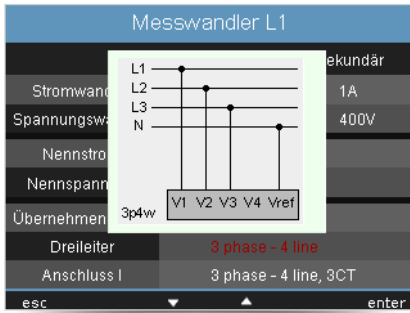 Messwandler L1
ekundär
Stromwand 1A
Spannungswa 400V
Nennstro
Nennspann
Übernehmen
L1
L2
L3
N
V1 V2 V3 V4 Vref
3p4w
Dreileiter 3 phase - 4 line
Anschluss I 3 phase - 4 line, 3CT
esc enter